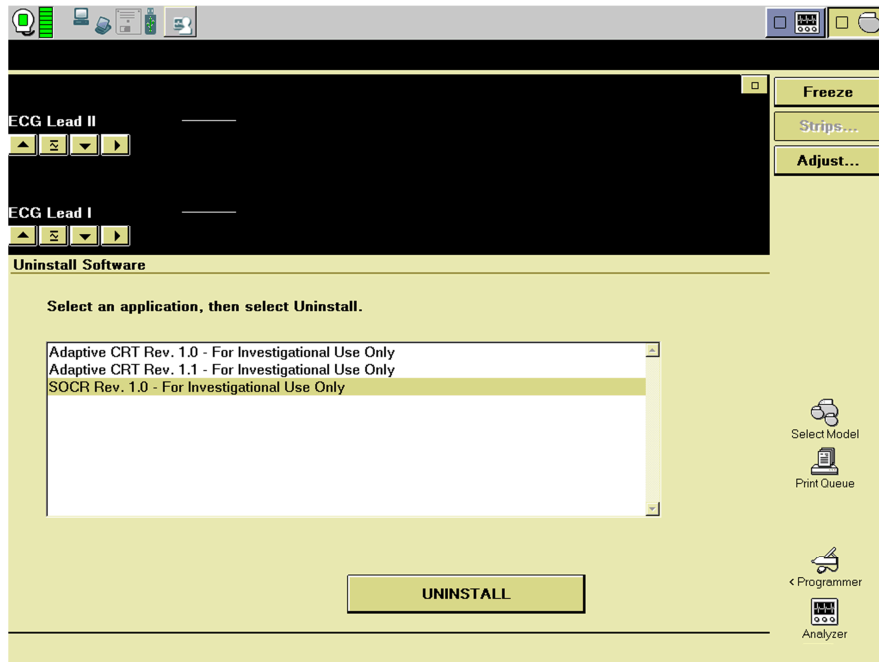 Freeze
ECG Lead II
Strips...
Adjust...
ECG Lead I
Uninstall Software
Select an application, then select Uninstall.
Adaptive CRT Rev. 1.0 - For Investigational Use Only
Adaptive CRT Rev. 1.1 - For Investigational Use Only
SOCR Rev. 1.0 - For Investigational Use Only
Select Model
Print Queue
UNINSTALL
< Programmer
Analyzer